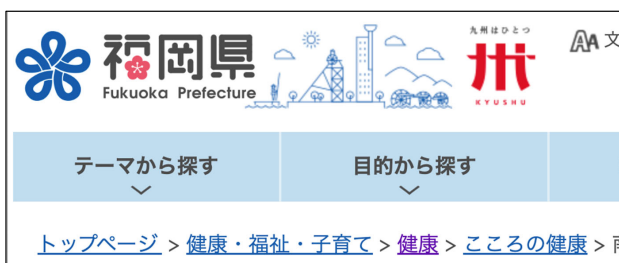 福岡県
Fukuoka Prefecture
九州はひとつ
州
KYUSHU
文
テーマから探す
目的から探す
トップページ > 健康・福祉・子育て > 健康 > こころの健康 >